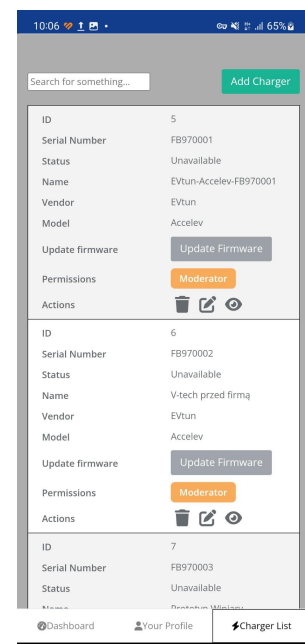 10:06 65%
Search for something... Add Charger
ID 5
Serial Number FB970001
Status Unavailable
Name EVtun-Accelev-FB970001
Vendor EVtun
Model Accelev
Update firmware Update Firmware
Permissions Moderator
Actions
ID 6
Serial Number FB970002
Status Unavailable
Name V-tech przed firmą
Vendor EVtun
Model Accelev
Update firmware Update Firmware
Permissions Moderator
Actions
ID 7
Serial Number FB970003
Status Unavailable
Name Prototyp Winiary
Dashboard Your Profile Charger List